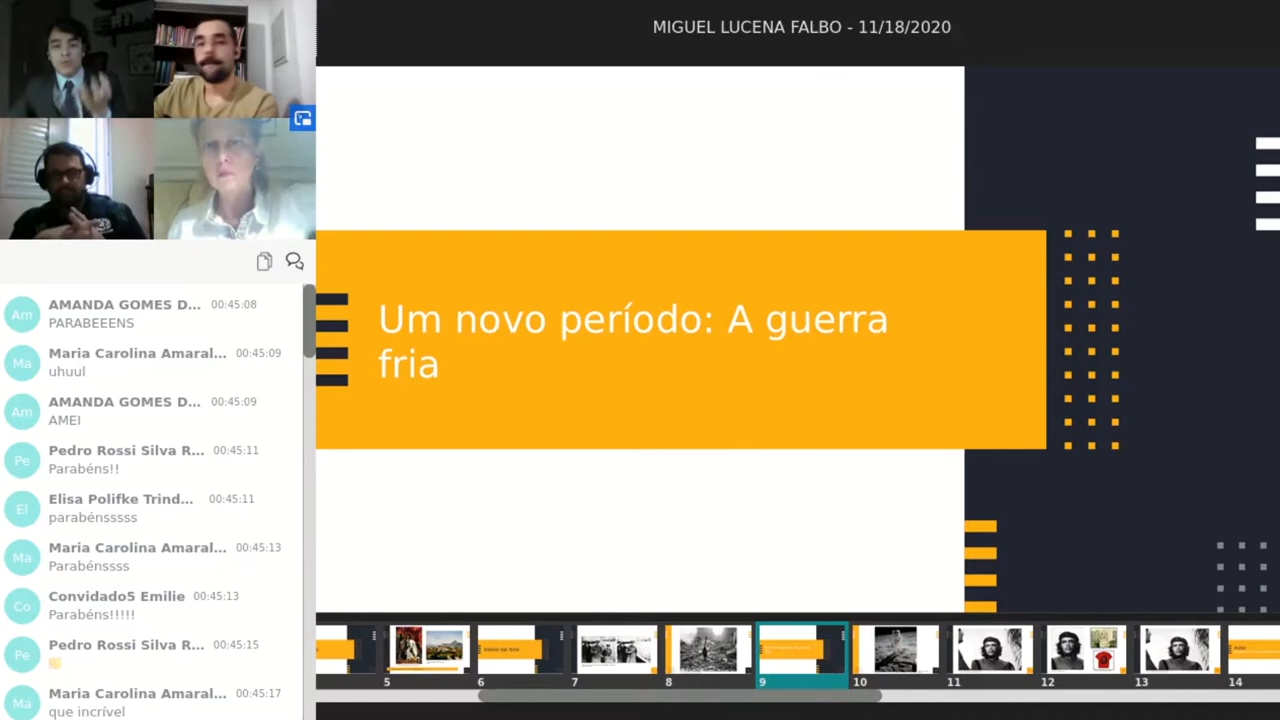 MIGUEL LUCENA FALBO - 11/18/2020
Um novo período: A guerra
fria
AMANDA GOMES D... 00:45:08
PARABEEENS
Maria Carolina Amaral... 00:45:09
uhuul
AMANDA GOMES D... 00:45:09
AMEI
Pedro Rossi Silva R... 00:45:11
Parabéns!!
Elisa Polifke Trind... 00:45:11
parabénsssss
Maria Carolina Amaral... 00:45:13
Parabénssss
Convidado5 Emilie 00:45:13
Parabéns!!!!!
Pedro Rossi Silva R... 00:45:15
👏
Maria Carolina Amaral... 00:45:17
que incrível
Am
Ma
Am
Pe
El
Ma
Co
Pe
Ma
5 6 7 8 9 10 11 12 13 14